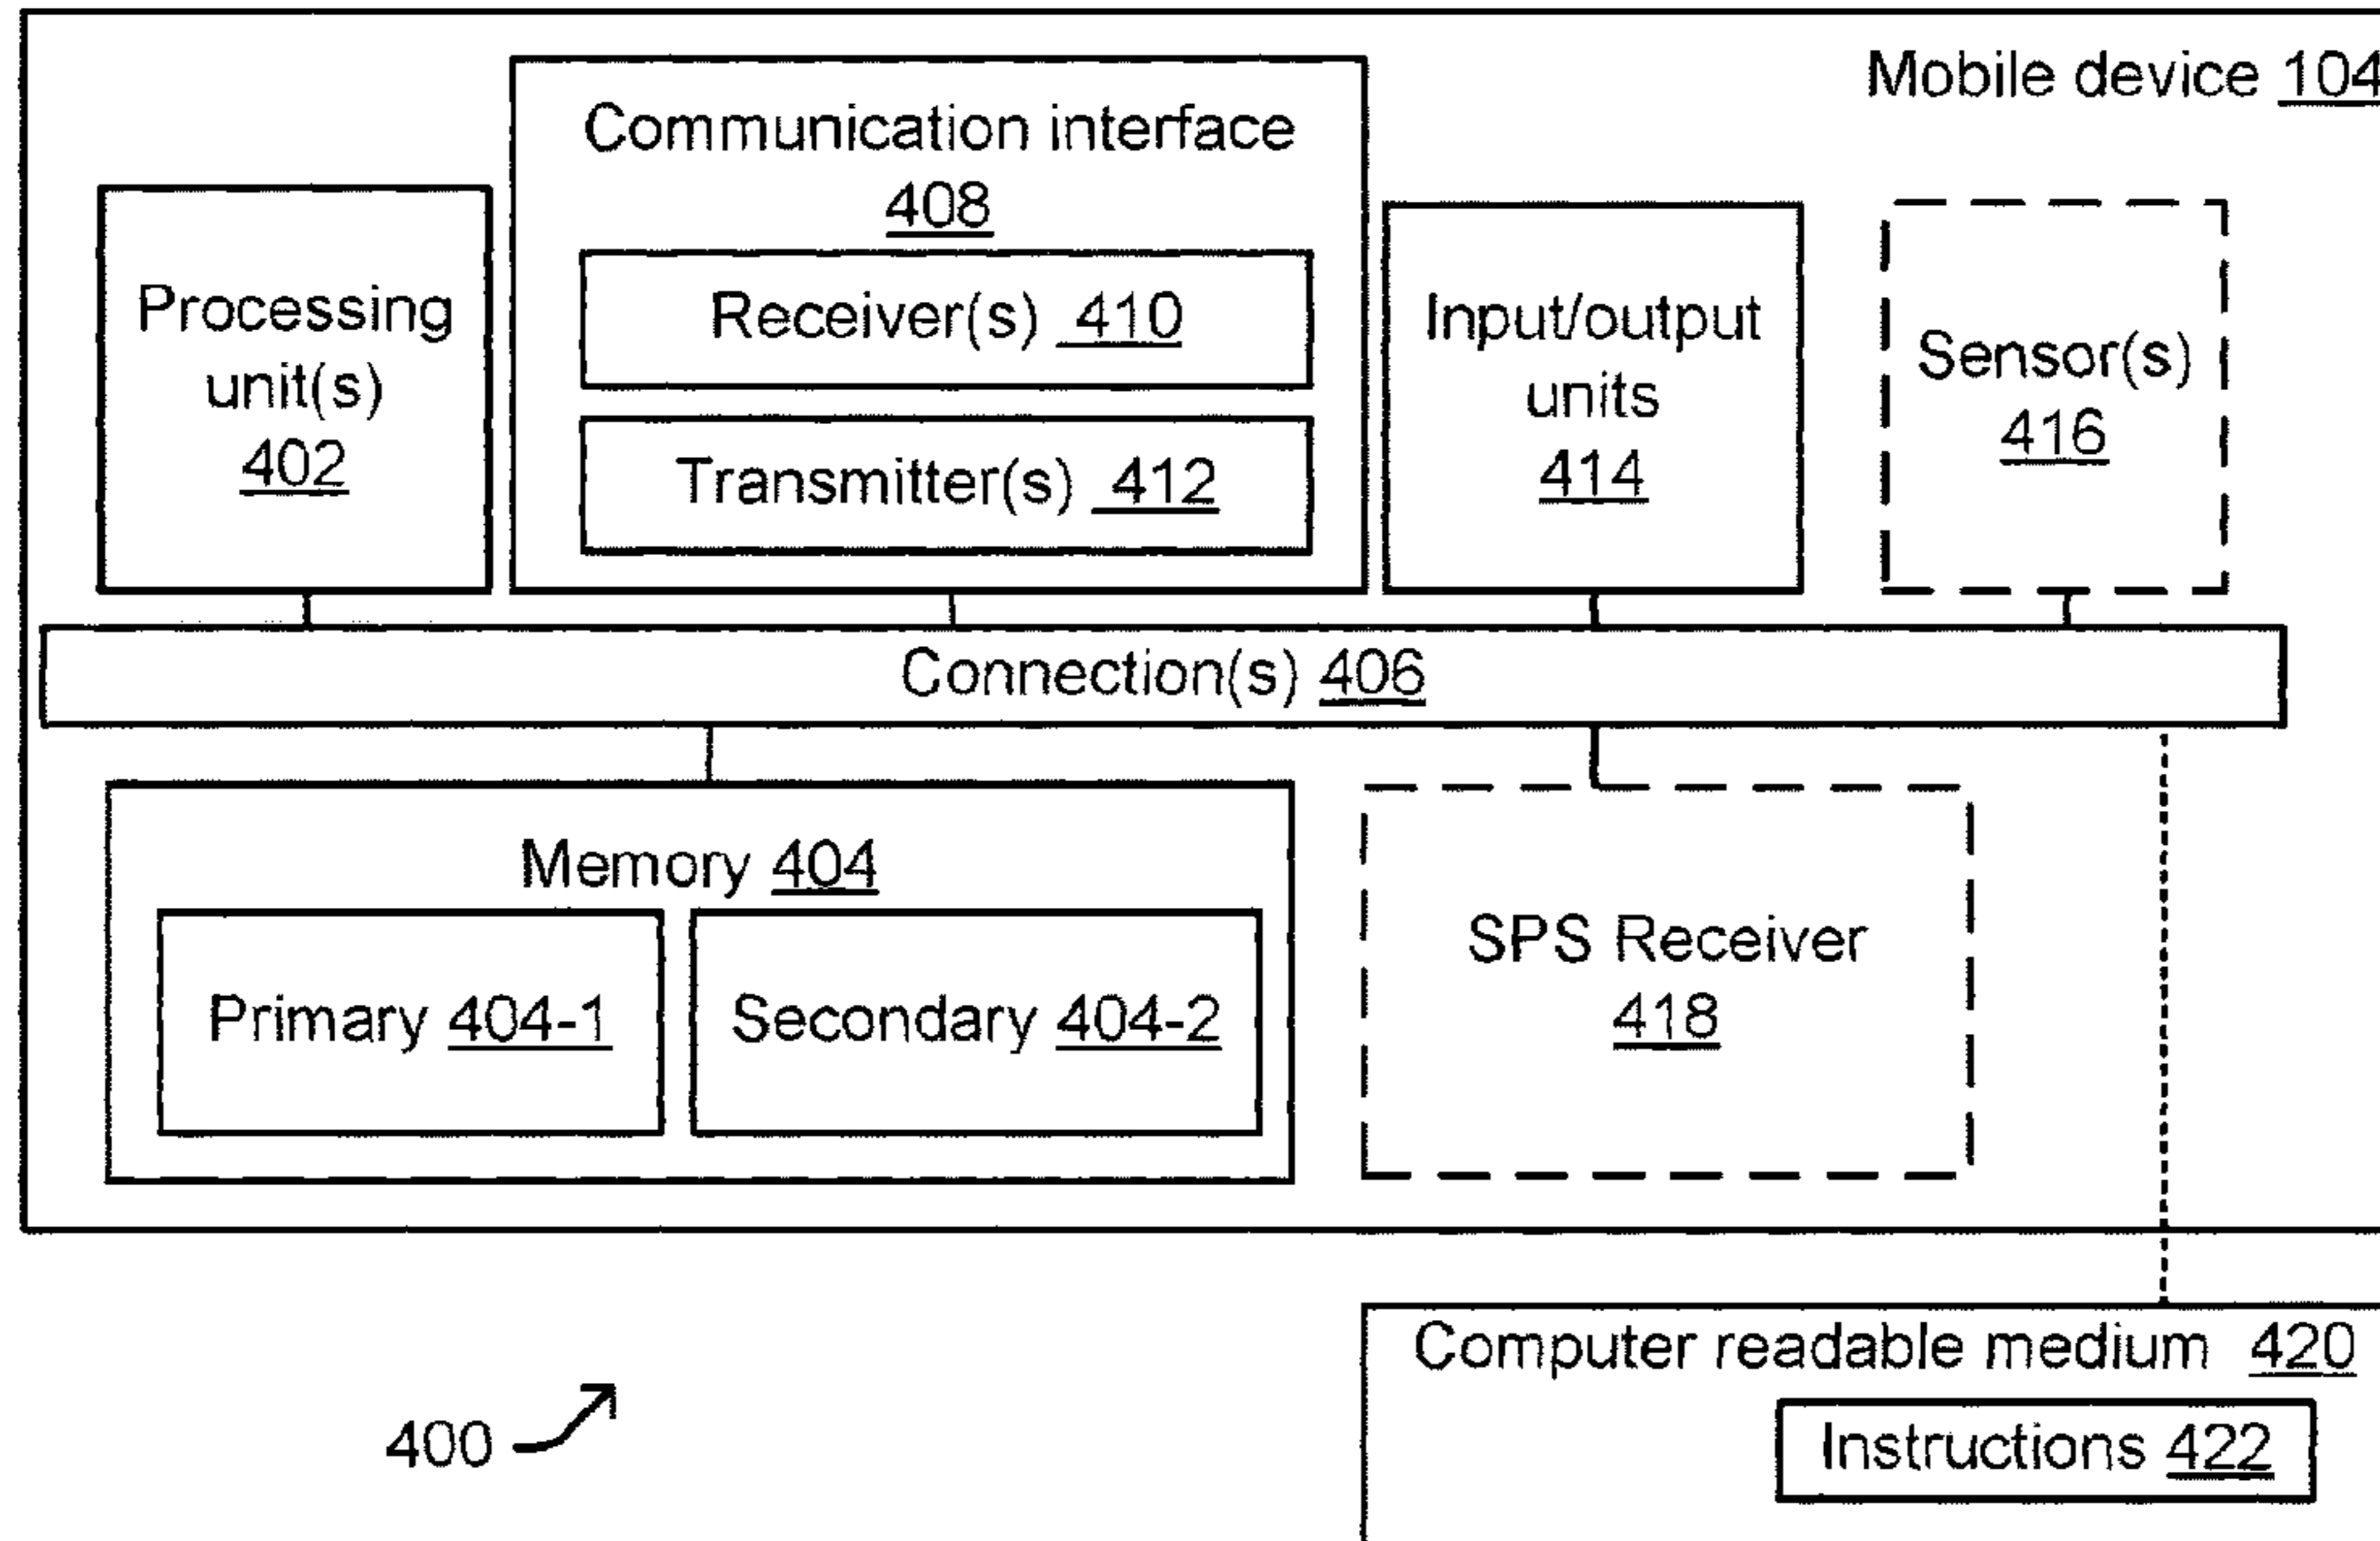 Mobile device 104
Communication interface
408
Receiver(s) 410
Transmitter(s) 412
Processing
unit(s)
402
Input/output
units
414
Sensor(s)
416
Connection(s) 406
Memory 404
Primary 404-1
Secondary 404-2
SPS Receiver
418
Computer readable medium 420
Instructions 422
400